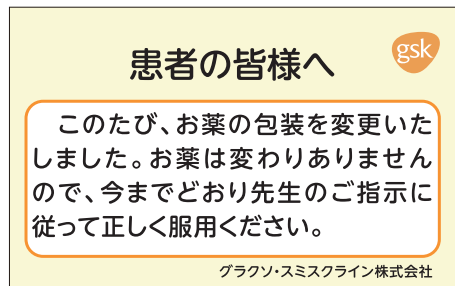 患者の皆様へ
gsk
このたび、お薬の包装を変更いた
しました。お薬は変わりありません
ので、今までどおり先生のご指示に
従って正しく服用ください。
グラクソ・スミスクライン株式会社